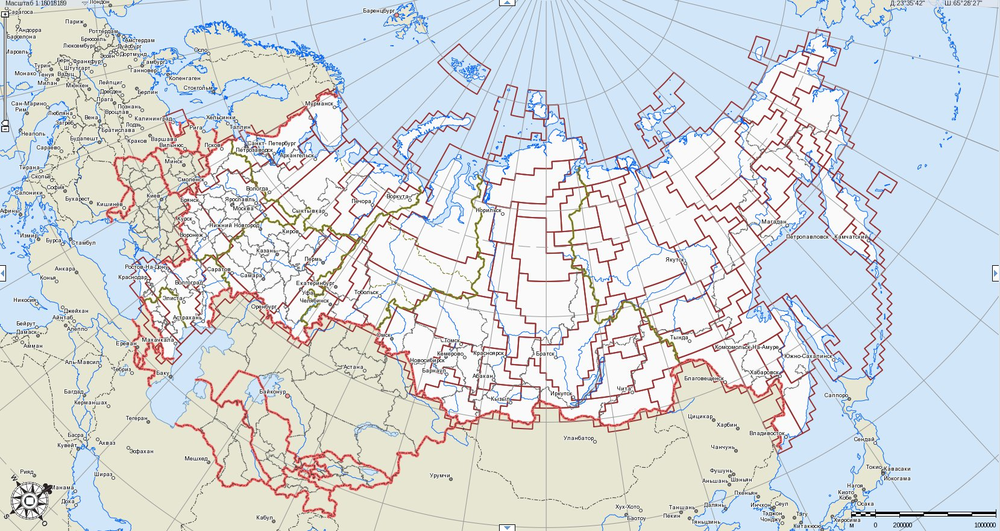 Масштаб 1:18018189
Д:23°35'42"
Ш:65°28'27"
Лондон
Сарагоса
Баренцбург
Париж
Андорра
Барселона
Роттердам
Брюссель
Амстердам
Люксембург
Дуйсбург
Осло
Марсель
Эссен
Дортмунд
Берн
Франкфурт
Гамбург
Турин
Штутгарт
Ганновер
Монако
Генуя
Вадуц
Копенгаген
Милан
Мюнхен
Лейпциг
Стокгольм
Дрезден
Берлин
Прага
Сан-Марино
Мурманск
Рим
Познань
Любляна
Вроцлав
Вена
Калининград
Хельсинки
Загреб
Лодзь
Рига
Таллин
Неаполь
Братислава
Будапешт
Краков
Варшава
Вильнюс
Псков
Санкт- Петербург
Сараево
Петрозаводск
Архангельск
Минск
Тирана
Скопье
Смоленск
София
Вологда
Салоники
Киев
Бухарест
Брянск
Ярославль
Воркута
Кишинёв
Печора
Москва
Афины
Сыктывкар
Норильск
Курск
Магадан
Нижний Новгород
Киров
Измир
Воронеж
Петропавловск - Камчатский
Бурса
Стамбул
Казань
Пермь
Якутск
Анкара
Ростов-На-Дону
Саратов
Самара
Конья
Краснодар
Волгоград
Екатеринбург
Уфа
Тобольск
Никосия
Элиста
Челябинск
Оренбург
Джейхан
Айнтаб
Астрахань
Бейрут
Алеппо
Дамаск
Омск
Тында
Амман
Ереван
Махачкала
Томск
Комсомольск-На-Амуре
Кемерово
Красноярск
Братск
Южно-Сахалинск
Аль-Мавсил
Новосибирск
Тебриз
Астана
Барнаул
Хабаровск
Баку
Абакан
Благовещенск
Багдад
Байконур
Иркутск
Чита
Саппоро
Керманшах
Кызыл
Тегеран
Цицикар
Харбин
Басра
Уланбатор
Владивосток
Кувейт
Ахваз
Сендай
Эсфахан
Чанчунь
Мешхед
Токио
Кавасаки
Рияд
Шираз
Урумчи
Фушунь
Йокогама
Аньшань
Шэньян
Манама
Нагоя
Пхеньян
Киото
Доха
Кобе
Осака
Инчхон
Сеул
Далянь
Хух-Хото
Таншань
Тэджон
Тэгу
Кабул
Баотоу
Пекин
Чонджу
Хиросима
Тяньцзинь
Китакюсю
W
S
O
м
0
200000
1000000